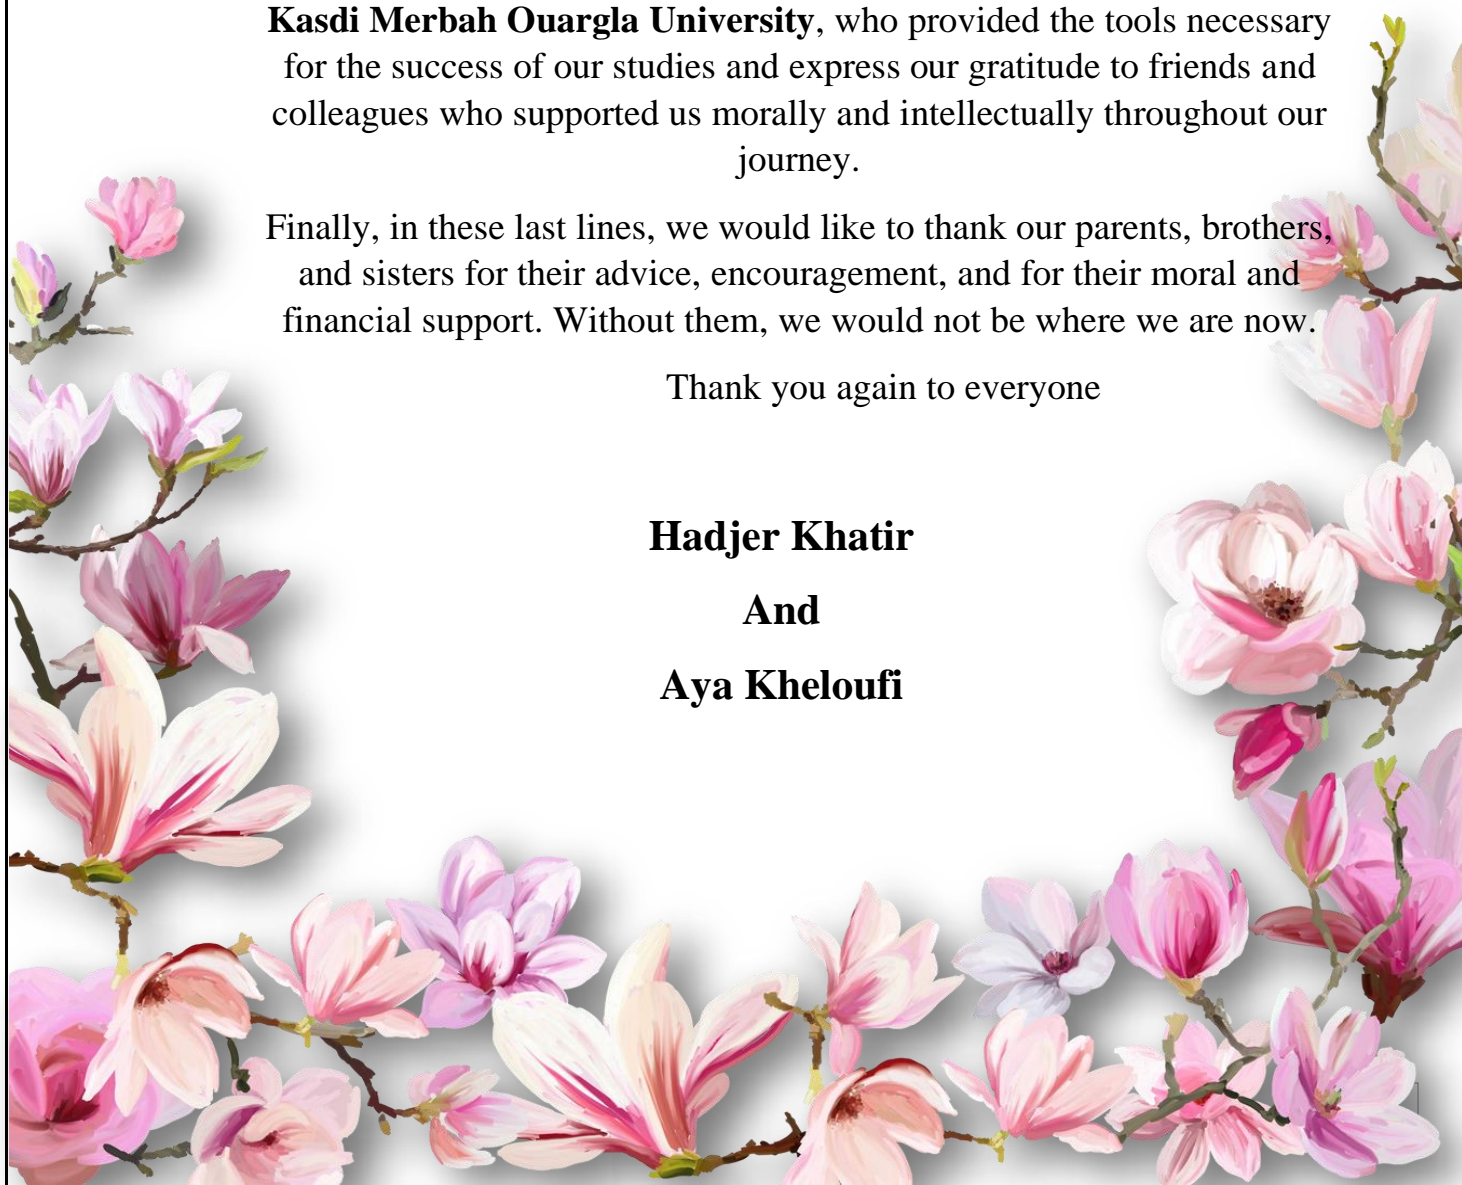 Kasdi Merbah Ouargla University, who provided the tools necessary
for the success of our studies and express our gratitude to friends and
colleagues who supported us morally and intellectually throughout our
journey.
Finally, in these last lines, we would like to thank our parents, brothers,
and sisters for their advice, encouragement, and for their moral and
financial support. Without them, we would not be where we are now.
Thank you again to everyone
Hadjer Khatir
And
Aya Kheloufi